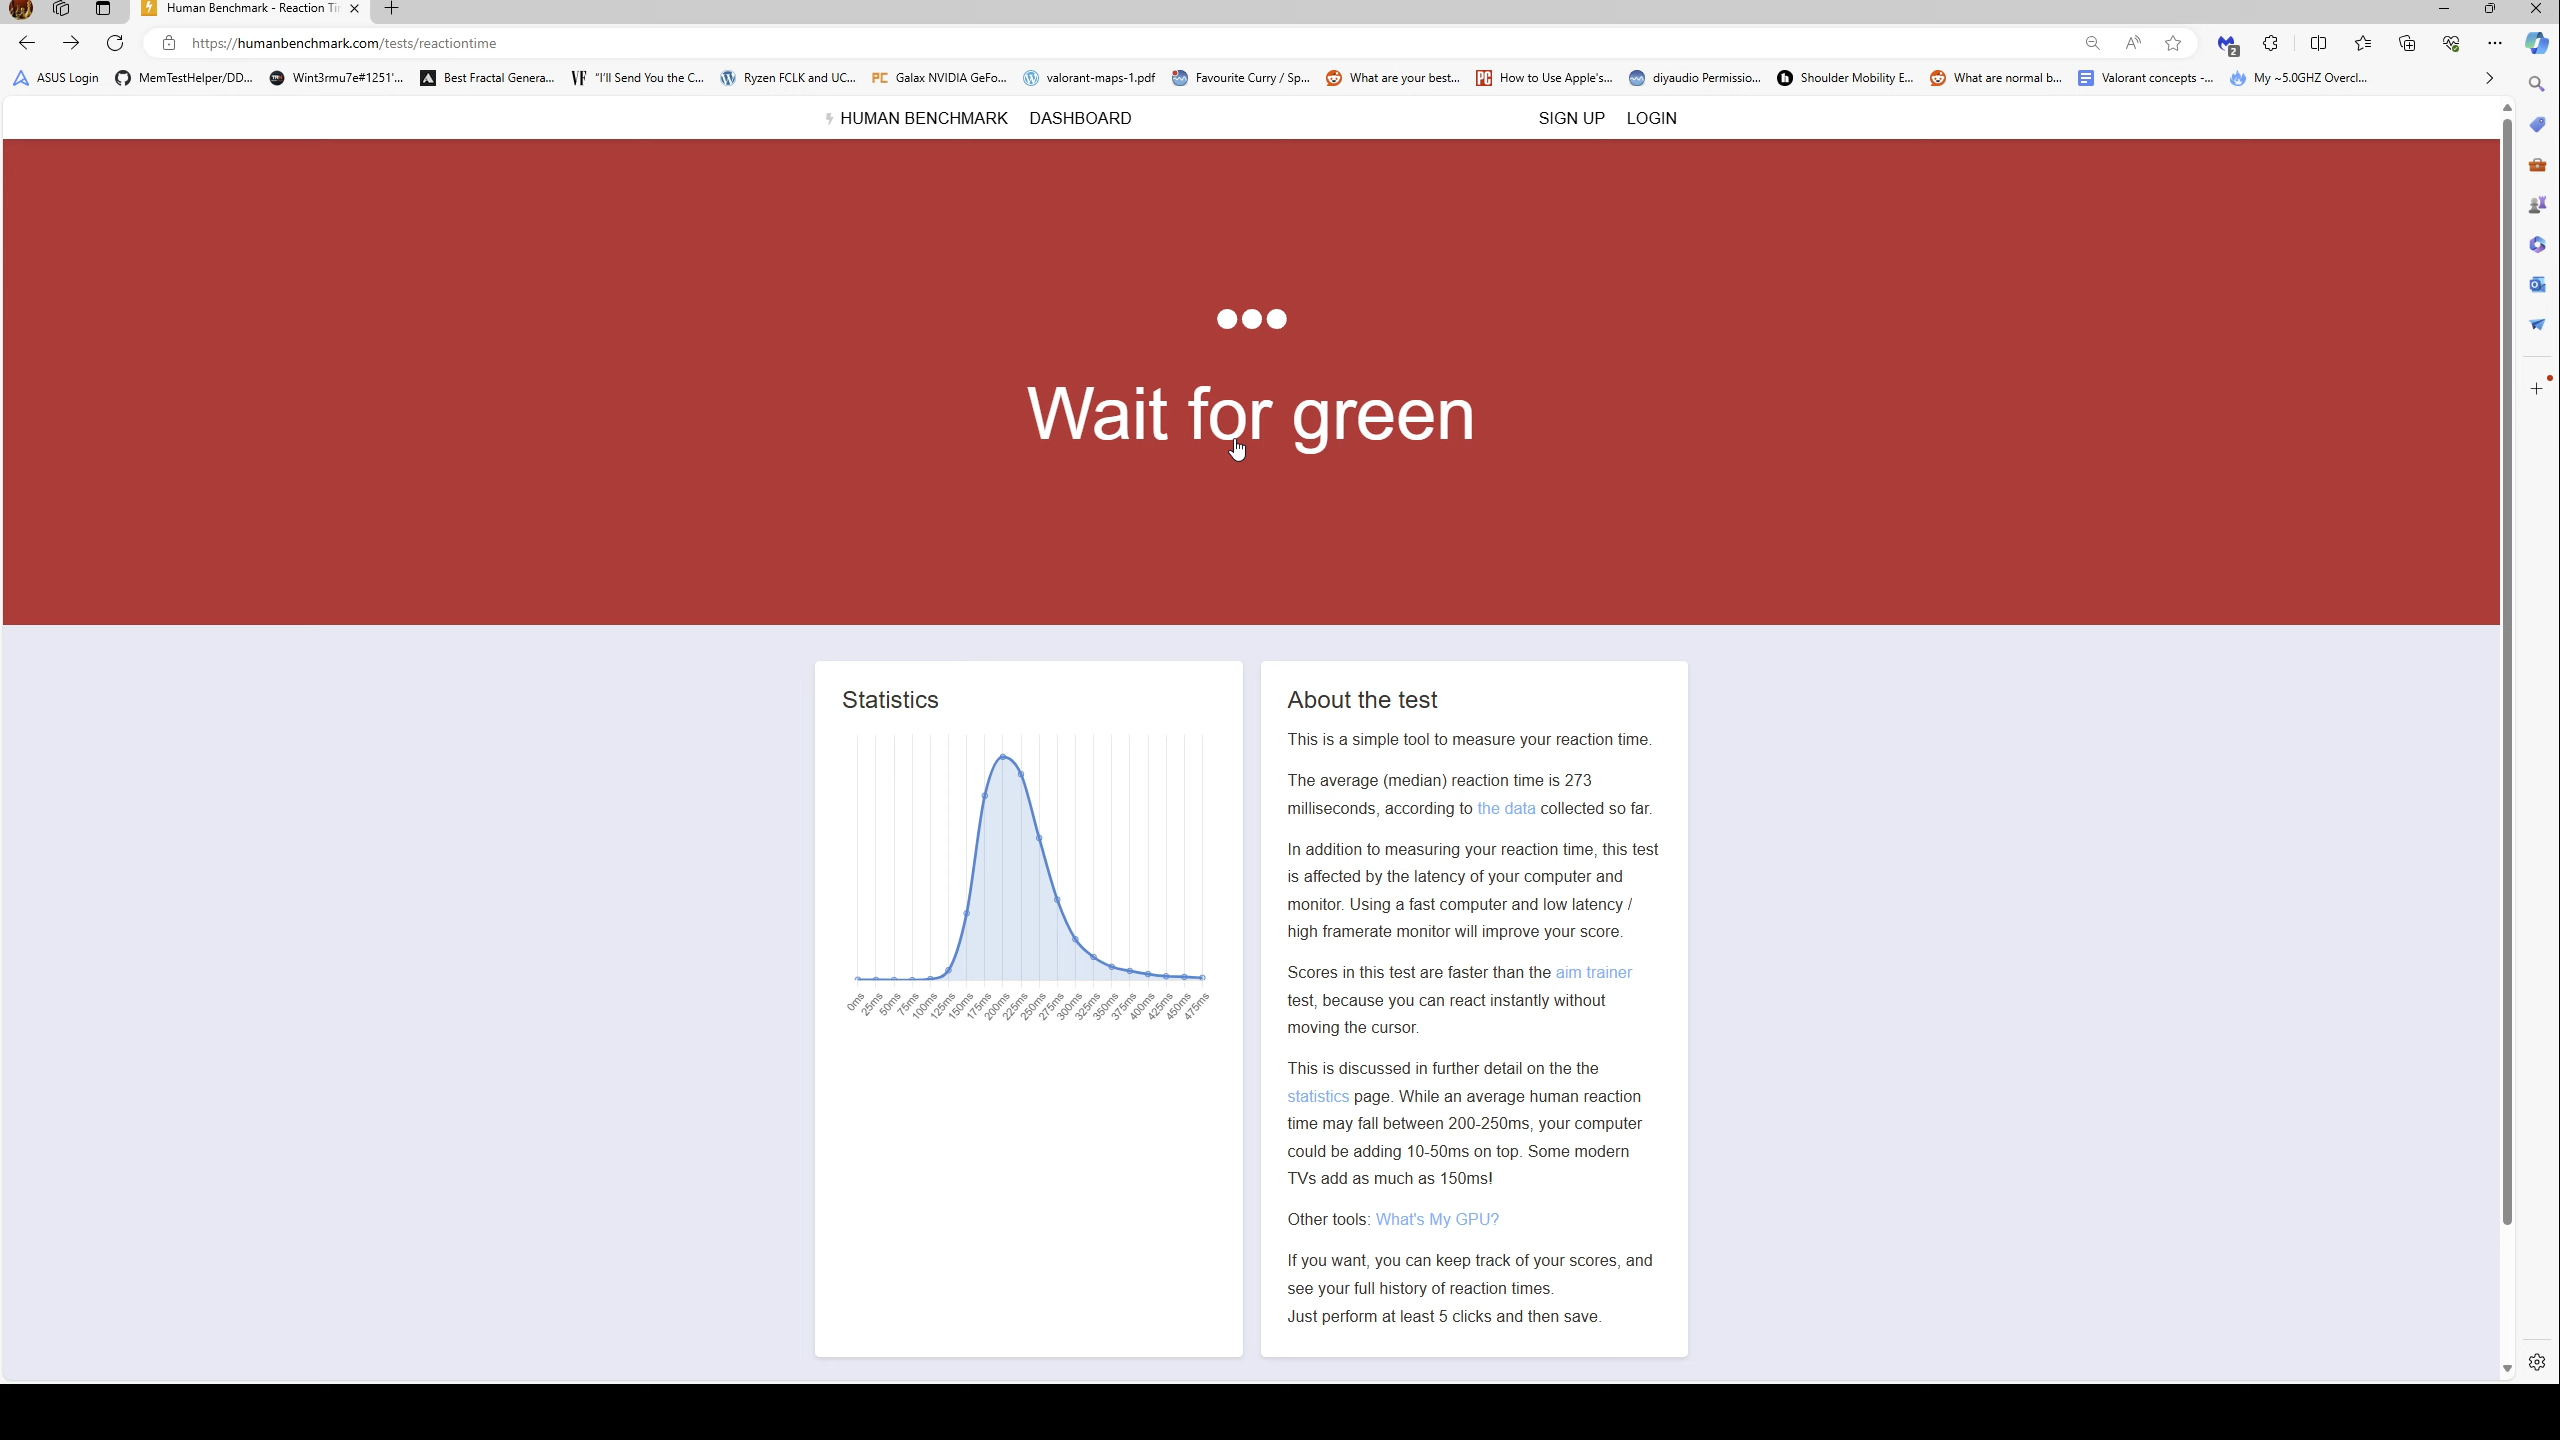 Human Benchmark - Reaction Ti
https://humanbenchmark.com/tests/reactiontime
2
ASUS Login MemTestHelper/DD... Wint3rmu7e#1251'... Best Fractal Genera... "I'll Send You the C... Ryzen FCLK and UC... Galax NVIDIA GeFo... valorant-maps-1.pdf Favourite Curry / Sp... What are your best... How to Use Apple's... diyaudio Permissio... Shoulder Mobility E... What are normal b... Valorant concepts -... My ~5.0GHZ Overcl...
HUMAN BENCHMARK DASHBOARD SIGN UP LOGIN
Wait for green
Statistics
0ms 25ms 50ms 75ms 100ms 125ms 150ms 175ms 200ms 225ms 250ms 275ms 300ms 325ms 350ms 375ms 400ms 425ms 450ms 475ms
About the test
This is a simple tool to measure your reaction time.
The average (median) reaction time is 273
milliseconds, according to the data collected so far.
In addition to measuring your reaction time, this test
is affected by the latency of your computer and
monitor. Using a fast computer and low latency /
high framerate monitor will improve your score.
Scores in this test are faster than the aim trainer
test, because you can react instantly without
moving the cursor.
This is discussed in further detail on the the
statistics page. While an average human reaction
time may fall between 200-250ms, your computer
could be adding 10-50ms on top. Some modern
TVs add as much as 150ms!
Other tools: What's My GPU?
If you want, you can keep track of your scores, and
see your full history of reaction times.
Just perform at least 5 clicks and then save.